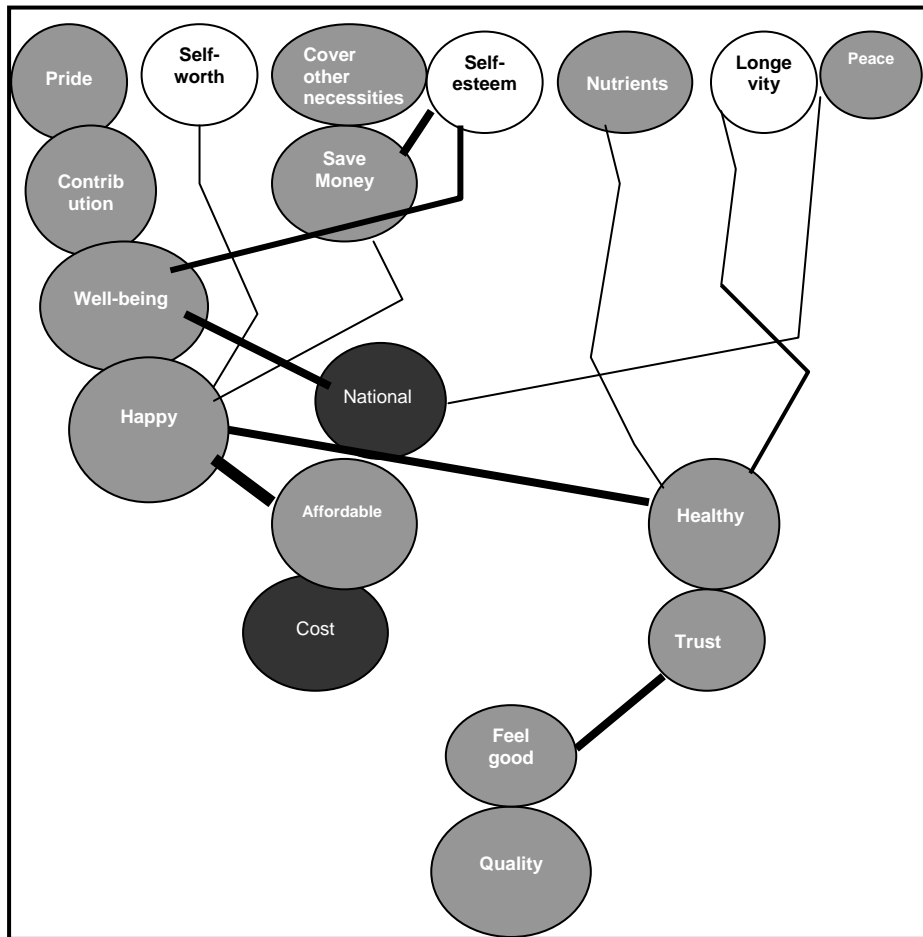 Pride
Self-
worth
Cover
other
necessities
Self-
esteem
Nutrients
Longe
vity
Peace
Contrib
ution
Save
Money
Well-being
National
Happy
Affordable
Healthy
Cost
Trust
Feel
good
Quality